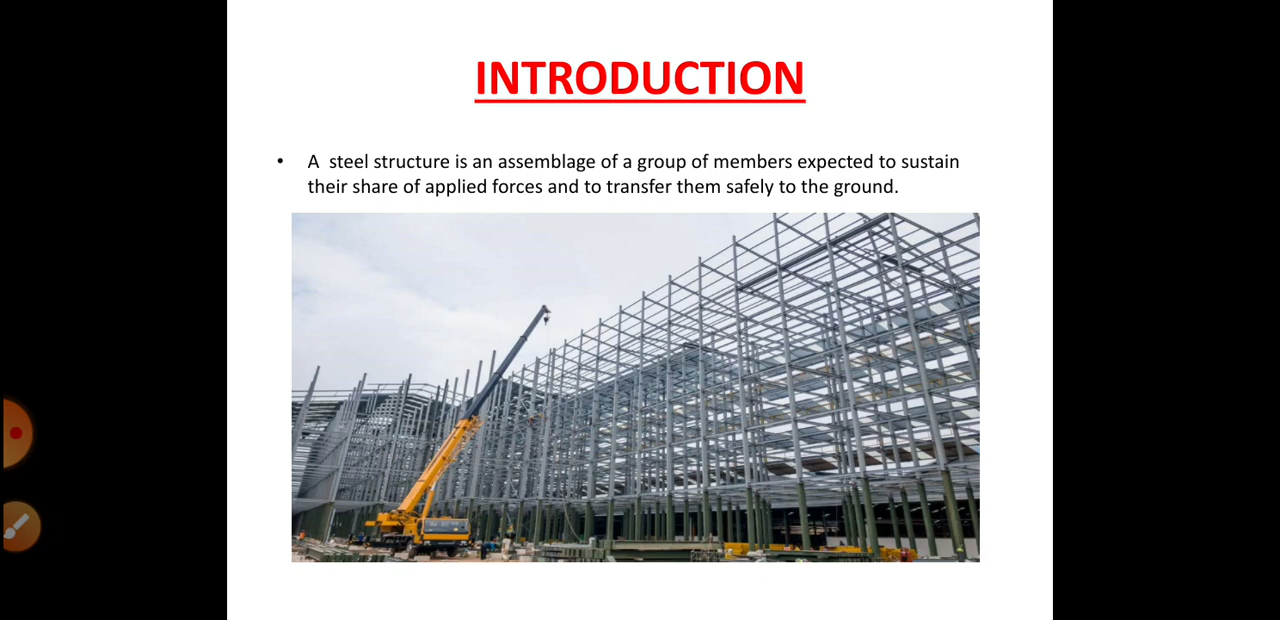 INTRODUCTION
• A  steel structure is an assemblage of a group of members expected to sustain
their share of applied forces and to transfer them safely to the ground.